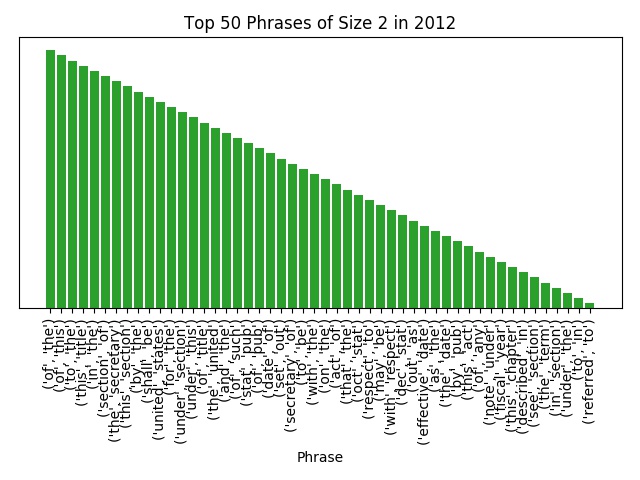 Top 50 Phrases of Size 2 in 2012
('of', 'the')
('of', 'this')
('to', 'the')
('this', 'title')
('in', 'the')
('section', 'of')
('the', 'secretary')
('this', 'section')
('by', 'the')
('shall', 'be')
('united', 'states')
('for', 'the')
('under', 'section')
('under', 'this')
('of', 'title')
('the', 'united')
('and', 'the')
('of', 'such')
('stat', 'pub')
('of', 'pub')
('date', 'of')
('set', 'out')
('secretary', 'of')
('to', 'be')
('with', 'the')
('on', 'the')
('act', 'of')
('that', 'the')
('oct', 'stat')
('respect', 'to')
('may', 'be')
('with', 'respect')
('dec', 'stat')
('out', 'as')
('effective', 'date')
('as', 'the')
('the', 'date')
('by', 'pub')
('this', 'act')
('of', 'any')
('note', 'under')
('fiscal', 'year')
('this', 'chapter')
('described', 'in')
('see', 'section')
('the', 'term')
('in', 'section')
('under', 'the')
('to', 'in')
('referred', 'to')
Phrase